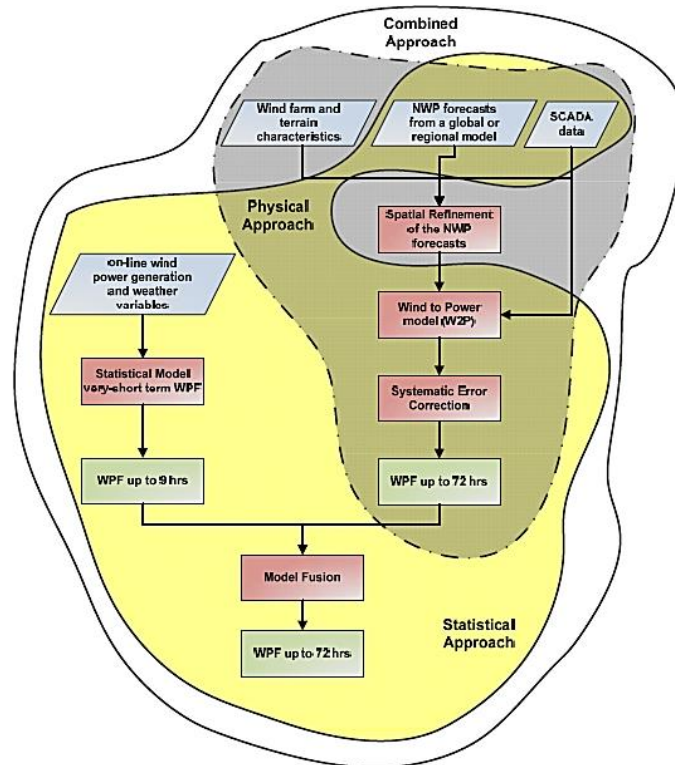 Combined
Approach
Wind farm and
terrain
characteristics
NWP forecasts
from a global or
regional model
SCADA
data
Physical
Approach
Spatial Refinement
of the NWP
forecasts
on-line wind
power generation
and weather
variables
Wind to Power
model (W2P)
Statistical Model
very-short term WPF
Systematic Error
Correction
WPF up to 9 hrs
WPF up to 72 hrs
Model Fusion
Statistical
Approach
WPF up to 72 hrs